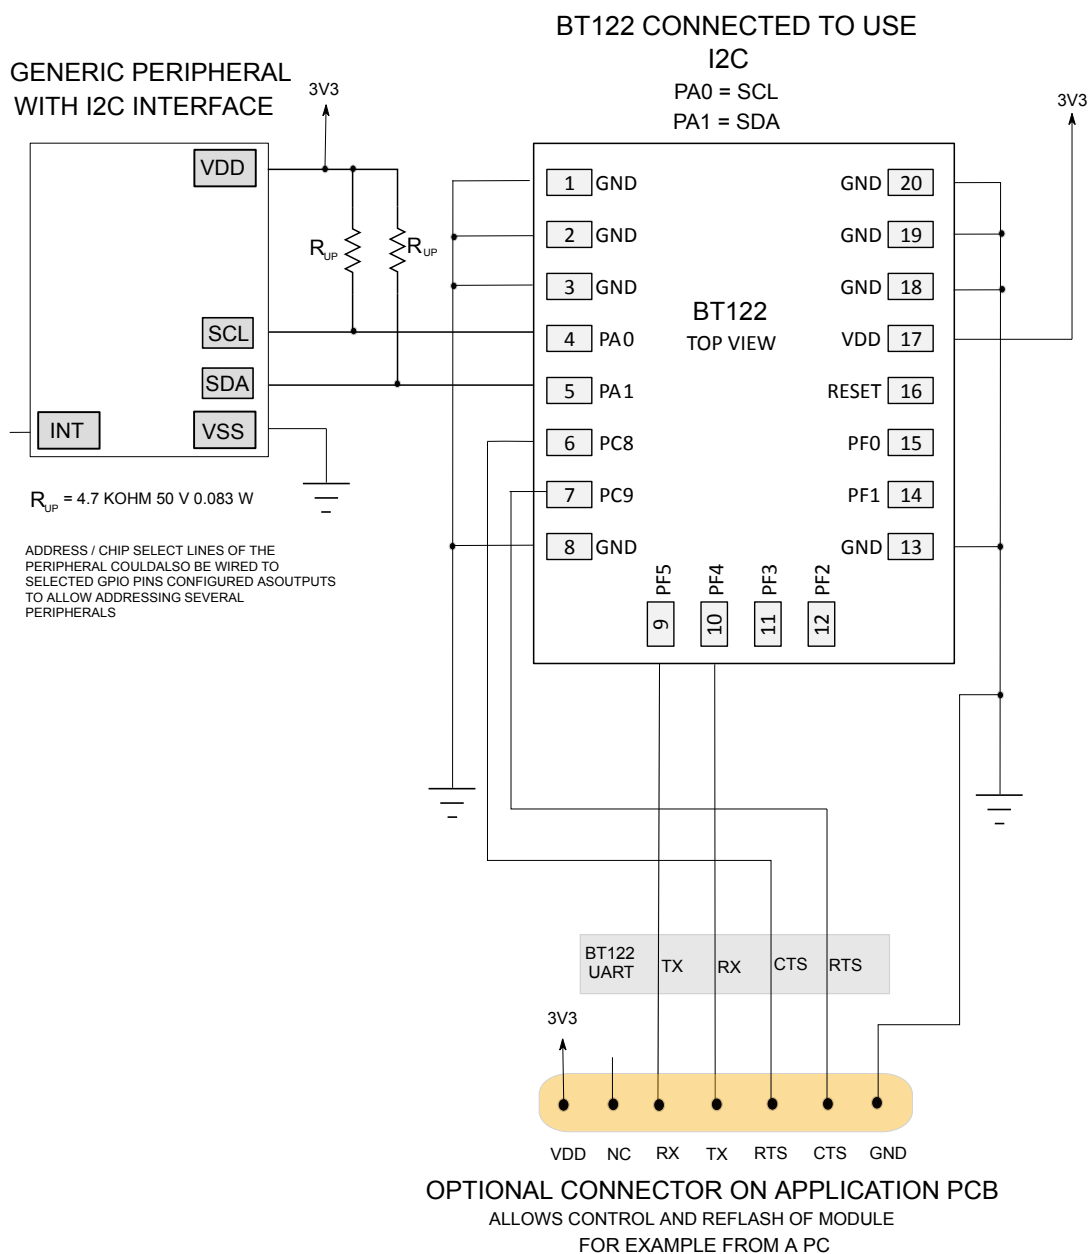 BT122 CONNECTED TO USE
I2C
PA0 = SCL
PA1 = SDA
GENERIC PERIPHERAL
WITH I2C INTERFACE
3V3
3V3
VDD
SCL
SDA
INT
VSS
RUP
RUP
RUP = 4.7 KOHM 50 V 0.083 W
ADDRESS / CHIP SELECT LINES OF THE
PERIPHERAL COULDALSO BE WIRED TO
SELECTED GPIO PINS CONFIGURED ASOUTPUTS
TO ALLOW ADDRESSING SEVERAL
PERIPHERALS
1 GND
2 GND
3 GND
4 PA0
5 PA1
6 PC8
7 PC9
8 GND
BT122
TOP VIEW
GND 20
GND 19
GND 18
VDD 17
RESET 16
PF0 15
PF1 14
GND 13
PF5 PF4 PF3 PF2
9 10 11 12
BT122
UART
TX RX CTS RTS
3V3
VDD NC RX TX RTS CTS GND
OPTIONAL CONNECTOR ON APPLICATION PCB
ALLOWS CONTROL AND REFLASH OF MODULE
FOR EXAMPLE FROM A PC